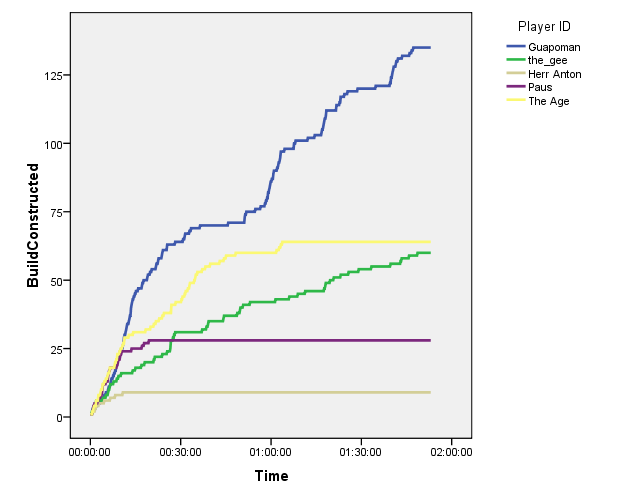 Player ID
Guapoman
the_gee
Herr Anton
Paus
The Age
BuildConstructed
125
100
75
50
25
0
00:00:00
00:30:00
01:00:00
01:30:00
02:00:00
Time